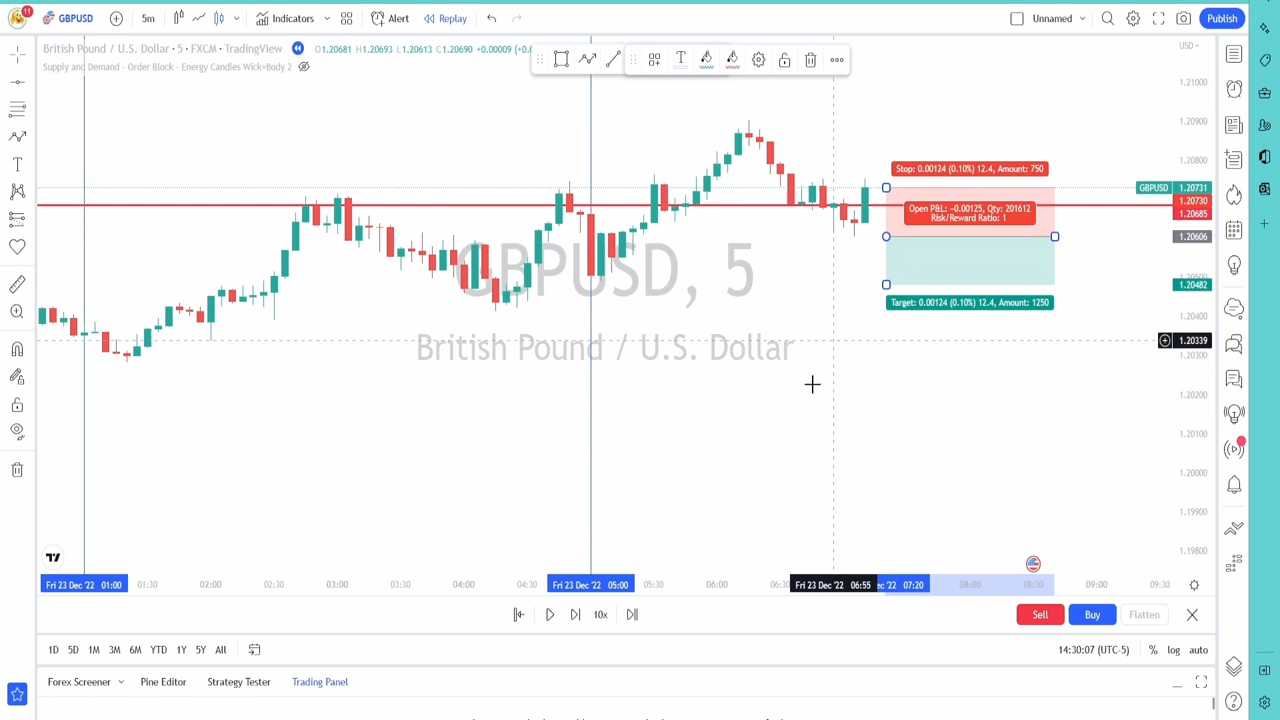 11
GBPUSD
5m
Indicators
Alert
Replay
Unnamed
Publish
British Pound / U.S. Dollar · 5 · FXCM · TradingView
O1.20681 H1.20693 L1.20613 C1.20690 +0.00009 (+0.
Supply and Demand - Order Block - Energy Candles Wick+Body 2
USD
1.21000
1.20900
1.20800
Stop: 0.00124 (0.10%) 12.4, Amount: 750
GBPUSD 1.20731
1.20730
1.20685
Open P&L: −0.00125, Qty: 201612
Risk/Reward Ratio: 1
1.20606
GBPUSD, 5
1.20482
Target: 0.00124 (0.10%) 12.4, Amount: 1250
1.20400
British Pound / U.S. Dollar
1.20339
1.20300
1.20200
1.20100
1.20000
1.19900
1.19800
Fri 23 Dec '22 01:00
01:30
02:00
02:30
03:00
03:30
04:00
04:30
Fri 23 Dec '22 05:00
05:30
06:00
06:30
Fri 23 Dec '22 06:55
'22 07:20
08:00
08:30
09:00
09:30
10x
Sell
Buy
Flatten
1D 5D 1M 3M 6M YTD 1Y 5Y All
14:30:07 (UTC-5)
% log auto
Forex Screener
Pine Editor
Strategy Tester
Trading Panel